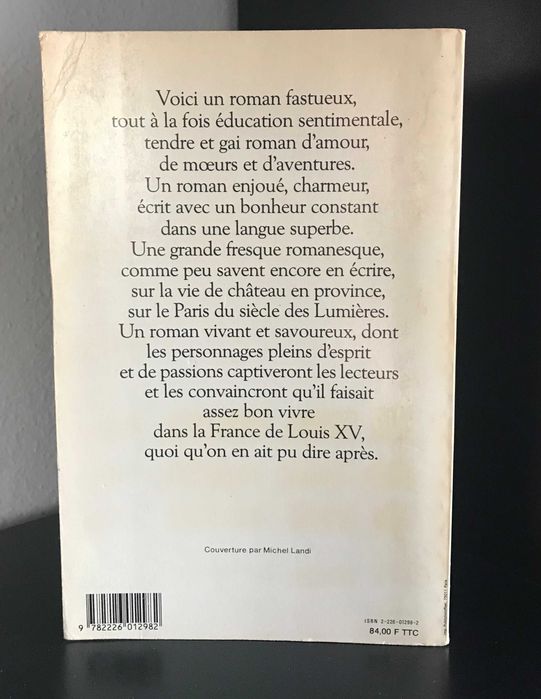 Voici un roman fastueux,
tout à la fois éducation sentimentale,
tendre et gai roman d'amour,
de mœurs et d'aventures.
Un roman enjoué, charmeur,
écrit avec un bonheur constant
dans une langue superbe.
Une grande fresque romanesque,
comme peu savent encore en écrire,
sur la vie de château en province,
sur le Paris du siècle des Lumières.
Un roman vivant et savoureux, dont
les personnages pleins d'esprit
et de passions captiveront les lecteurs
et les convaincront qu'il faisait
assez bon vivre
dans la France de Louis XV,
quoi qu'on en ait pu dire après.
Couverture par Michel Landi
9 782226 012982
ISBN 2-226-01298-2
84,00 F TTC